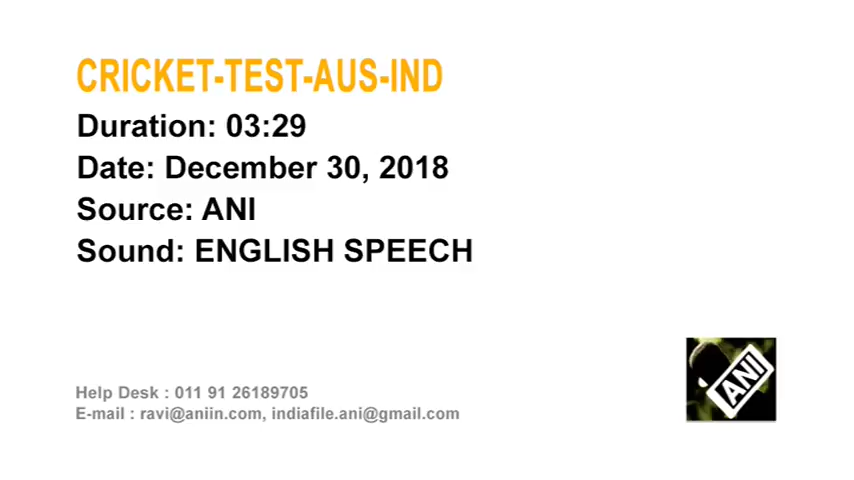 CRICKET-TEST-AUS-IND
Duration: 03:29
Date: December 30, 2018
Source: ANI
Sound: ENGLISH SPEECH
Help Desk : 011 91 26189705
E-mail : ravi@aniin.com, indiafile.ani@gmail.com
ANI